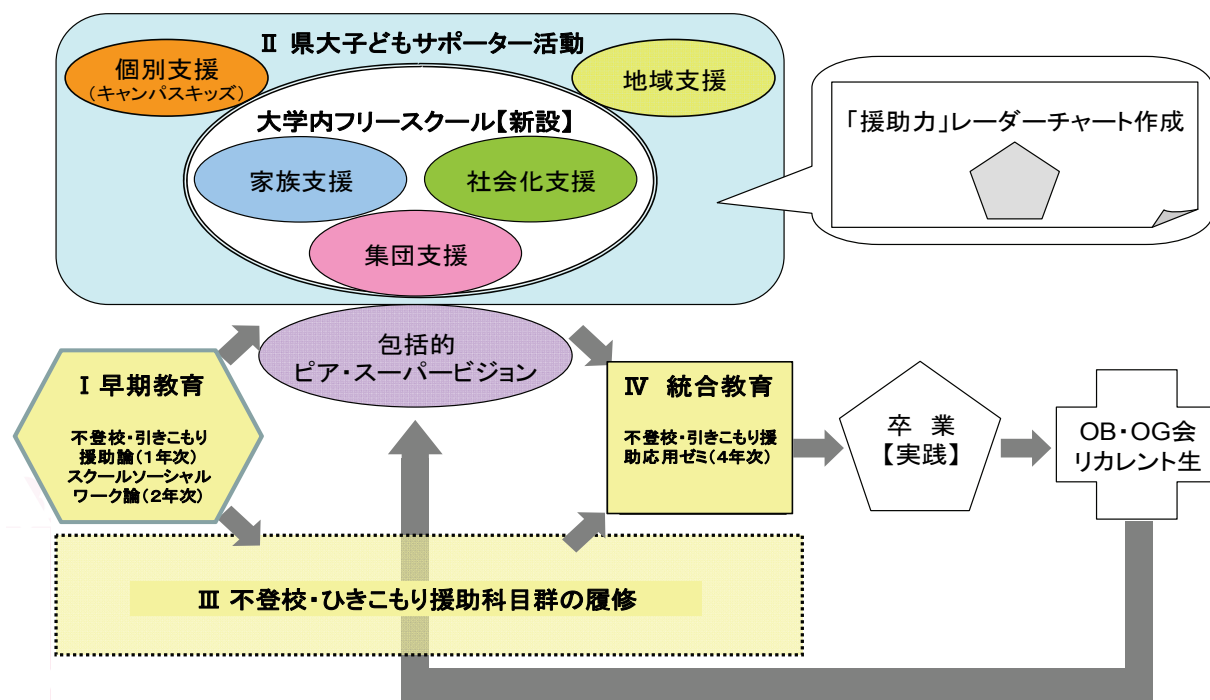 Ⅱ 県大子どもサポーター活動
個別支援
(キャンパスキッズ)
地域支援
大学内フリースクール【新設】
家族支援
社会化支援
集団支援
「援助力」レーダーチャート作成
包括的
ピア・スーパービジョン
Ⅰ 早期教育
不登校・引きこもり
援助論(1年次)
スクールソーシャル
ワーク論(2年次)
Ⅳ 統合教育
不登校・引きこもり援
助応用ゼミ(4年次)
卒 業
【実践】
OB・OG会
リカレント生
Ⅲ 不登校・ひきこもり援助科目群の履修